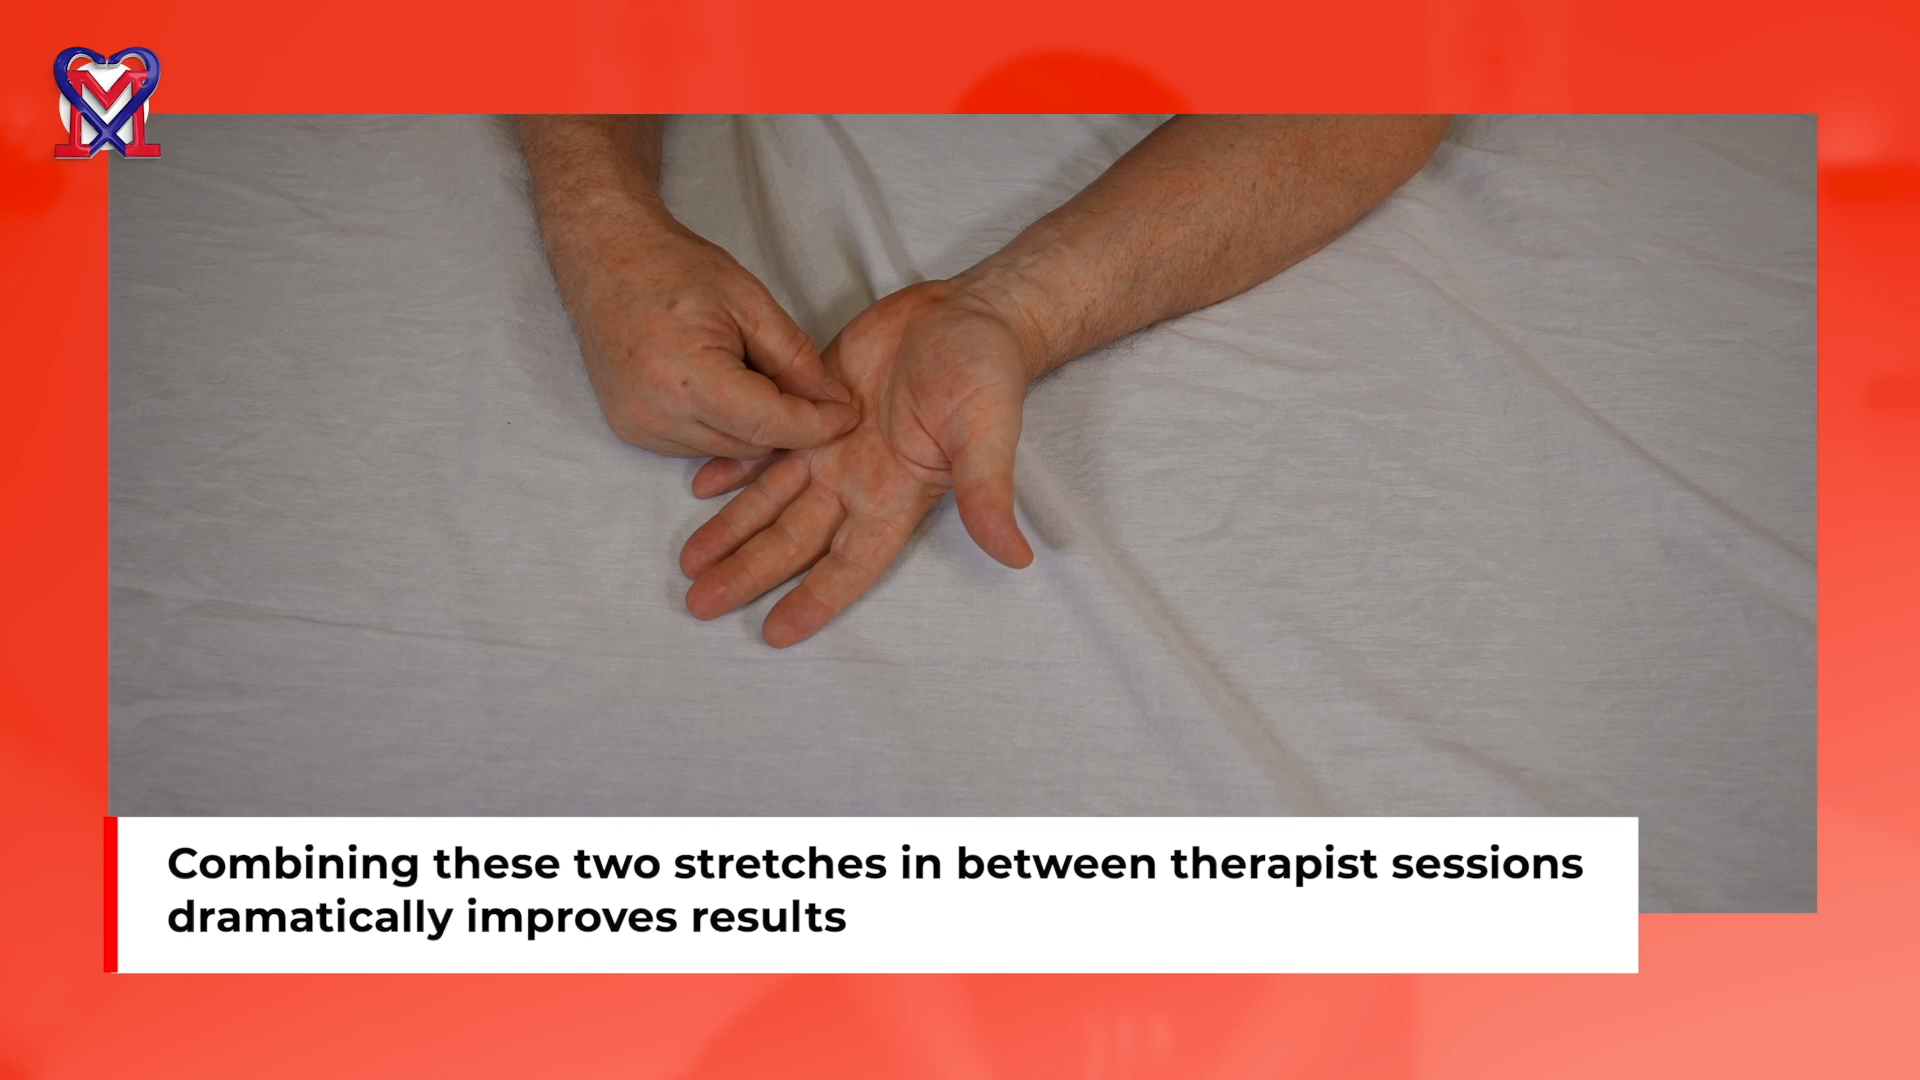 Combining these two stretches in between therapist sessions
dramatically improves results